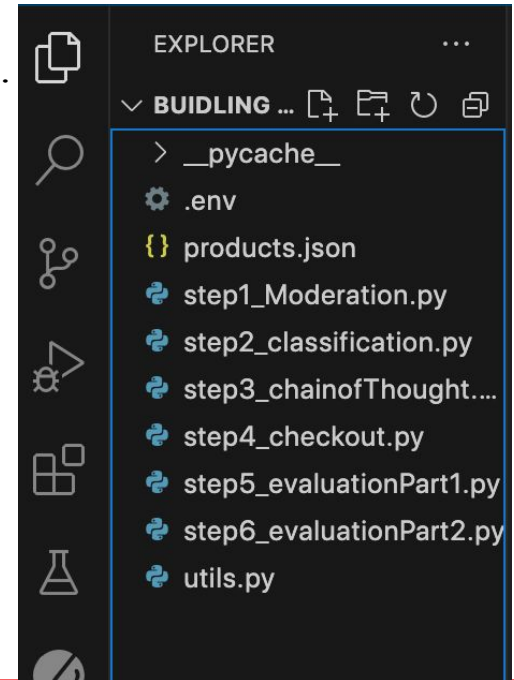 EXPLORER ...
BUIDLING ...
__pycache__
.env
{} products.json
step1_Moderation.py
step2_classification.py
step3_chainofThought....
step4_checkout.py
step5_evaluationPart1.py
step6_evaluationPart2.py
utils.py